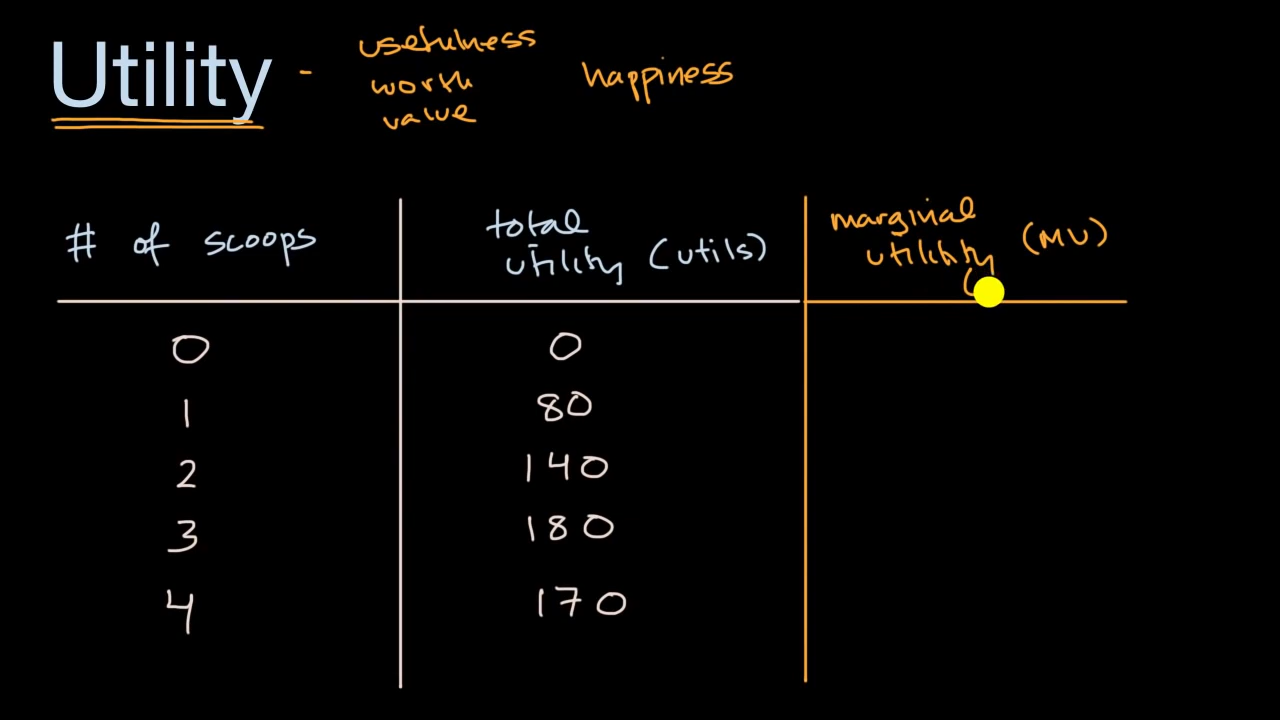 Utility - usefulness
worth
value
happiness
# of scoops
total
utility (utils)
marginal
utility (MU)
(
0 0
1 80
2 140
3 180
4 170